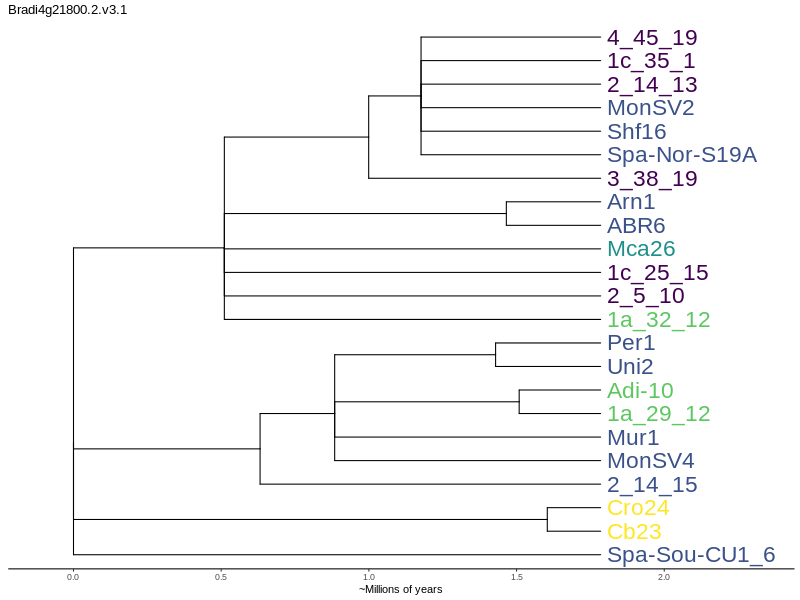 Bradi4g21800.2.v3.1
4_45_19
1c_35_1
2_14_13
MonSV2
Shf16
Spa-Nor-S19A
3_38_19
Arn1
ABR6
Mca26
1c_25_15
2_5_10
1a_32_12
Per1
Uni2
Adi-10
1a_29_12
Mur1
MonSV4
2_14_15
Cro24
Cb23
Spa-Sou-CU1_6
0.0 0.5 1.0 1.5 2.0
~Millions of years